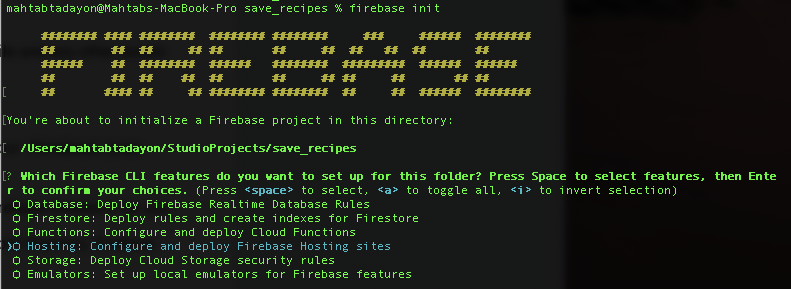 mahtabtadayon@Mahtabs-MacBook-Pro save_recipes % firebase init
FIREBASE
[
[You're about to initialize a Firebase project in this directory:
[ /Users/mahtabtadayon/StudioProjects/save_recipes
[? Which Firebase CLI features do you want to set up for this folder? Press Space to select features, then Ente
r to confirm your choices. (Press <space> to select, <a> to toggle all, <i> to invert selection)
○ Database: Deploy Firebase Realtime Database Rules
○ Firestore: Deploy rules and create indexes for Firestore
○ Functions: Configure and deploy Cloud Functions
❯○ Hosting: Configure and deploy Firebase Hosting sites
○ Storage: Deploy Cloud Storage security rules
○ Emulators: Set up local emulators for Firebase features